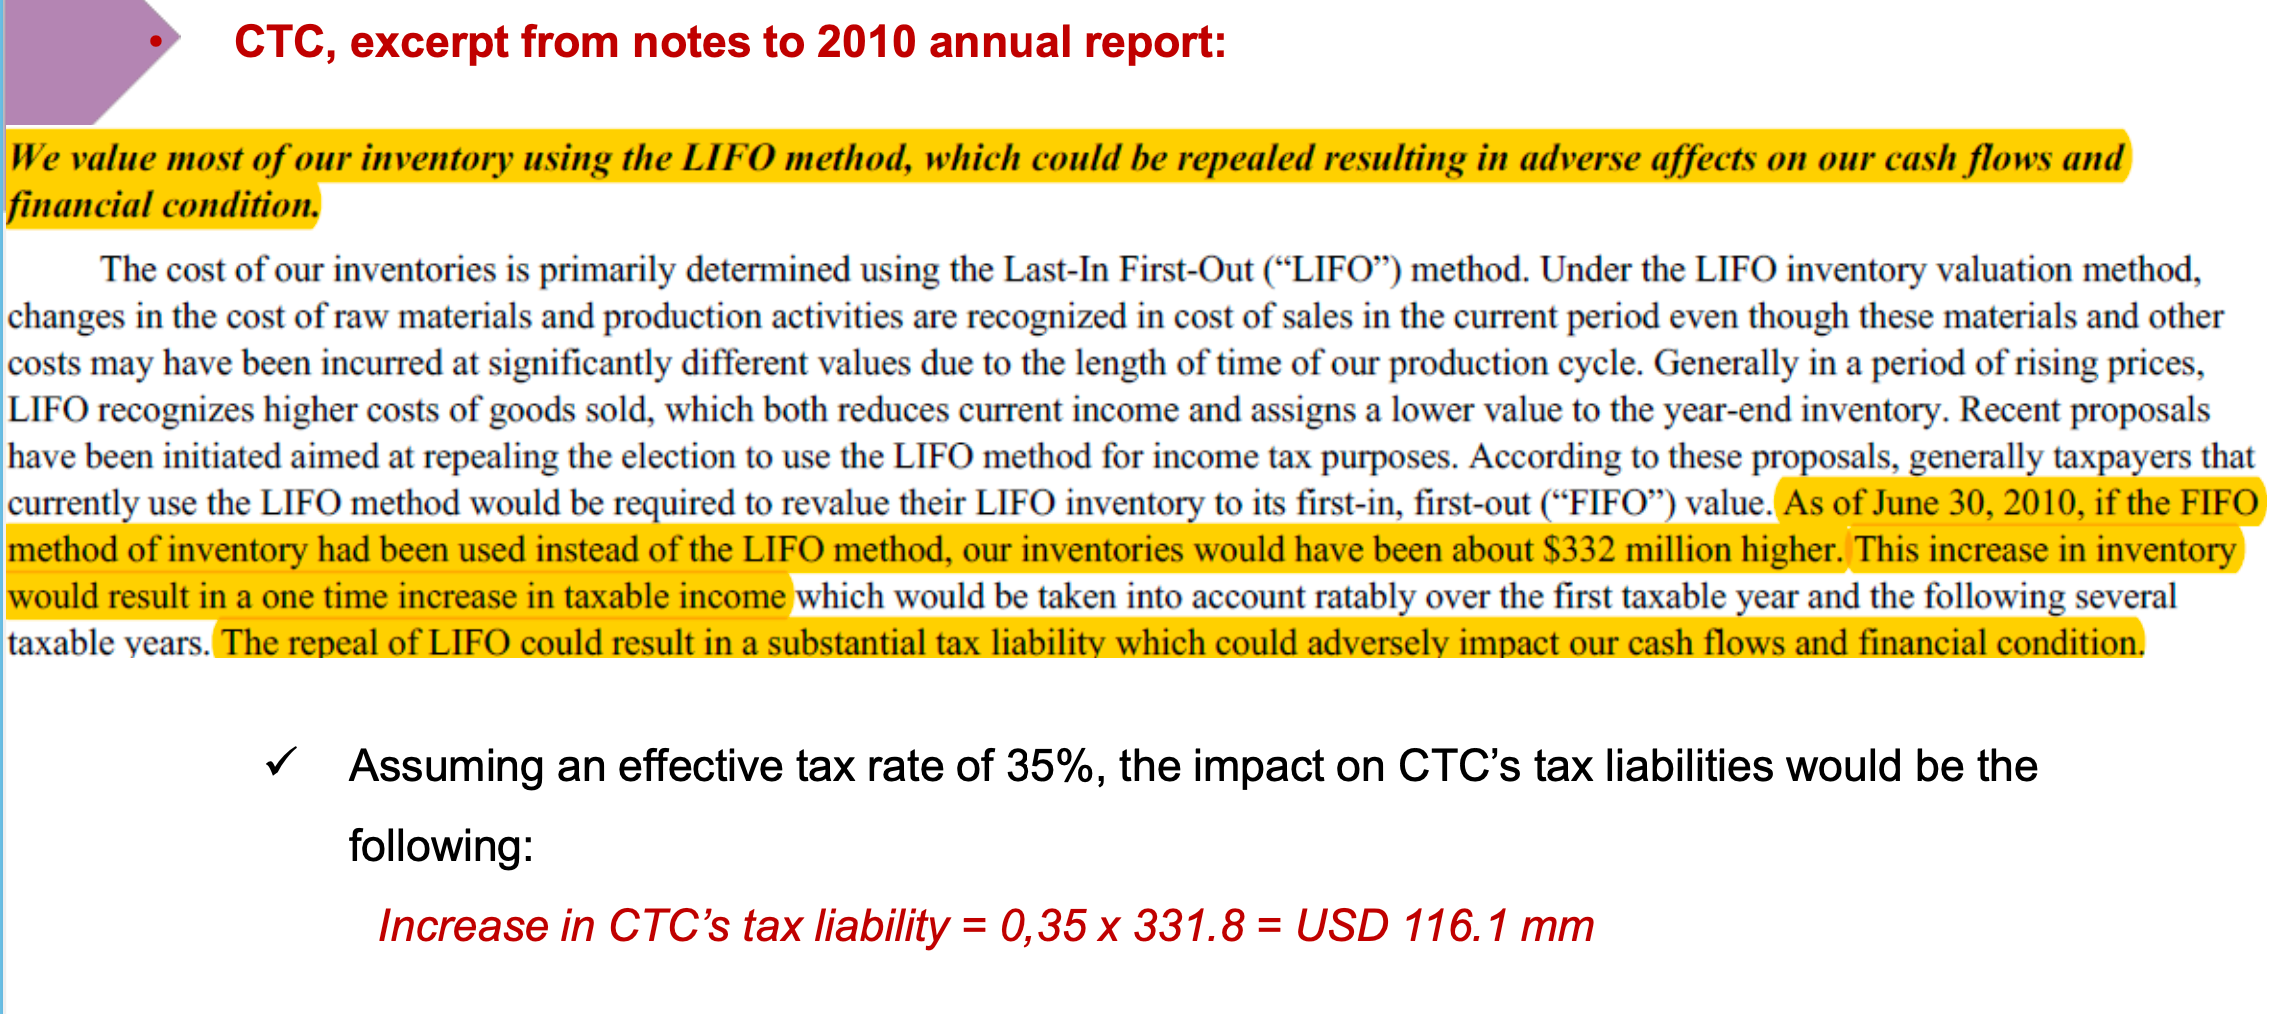 • CTC, excerpt from notes to 2010 annual report:
We value most of our inventory using the LIFO method, which could be repealed resulting in adverse affects on our cash flows and
financial condition.
The cost of our inventories is primarily determined using the Last-In First-Out (“LIFO”) method. Under the LIFO inventory valuation method,
changes in the cost of raw materials and production activities are recognized in cost of sales in the current period even though these materials and other
costs may have been incurred at significantly different values due to the length of time of our production cycle. Generally in a period of rising prices,
LIFO recognizes higher costs of goods sold, which both reduces current income and assigns a lower value to the year-end inventory. Recent proposals
have been initiated aimed at repealing the election to use the LIFO method for income tax purposes. According to these proposals, generally taxpayers that
currently use the LIFO method would be required to revalue their LIFO inventory to its first-in, first-out (“FIFO”) value. As of June 30, 2010, if the FIFO
method of inventory had been used instead of the LIFO method, our inventories would have been about $332 million higher. This increase in inventory
would result in a one time increase in taxable income which would be taken into account ratably over the first taxable year and the following several
taxable years. The repeal of LIFO could result in a substantial tax liability which could adversely impact our cash flows and financial condition.
✓ Assuming an effective tax rate of 35%, the impact on CTC’s tax liabilities would be the
following:
Increase in CTC’s tax liability = 0,35 x 331.8 = USD 116.1 mm